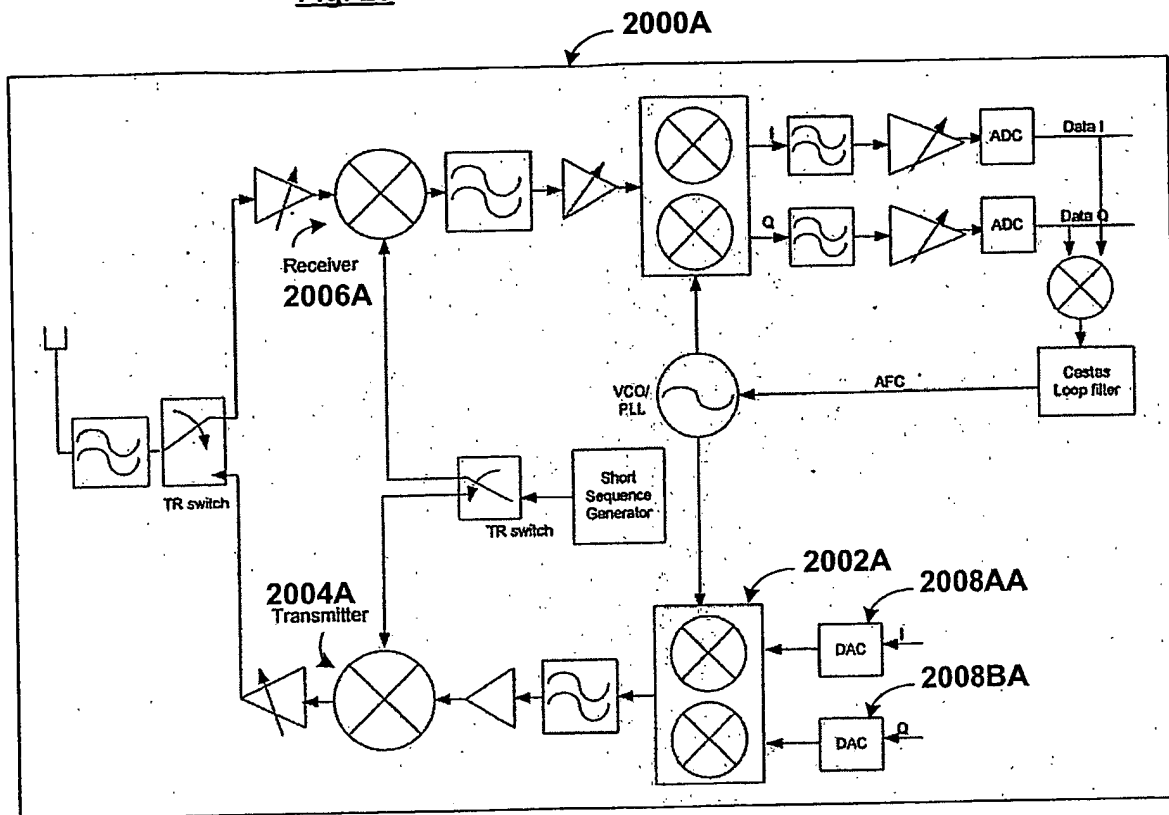 2000A
I
ADC
Data I
Q
ADC
Data Q
Receiver
2006A
VCO/
PLL
AFC
Costas
Loop filter
TR switch
Short
Sequence
Generator
TR switch
2002A
2008AA
2004A
Transmitter
DAC
I
2008BA
DAC
Q